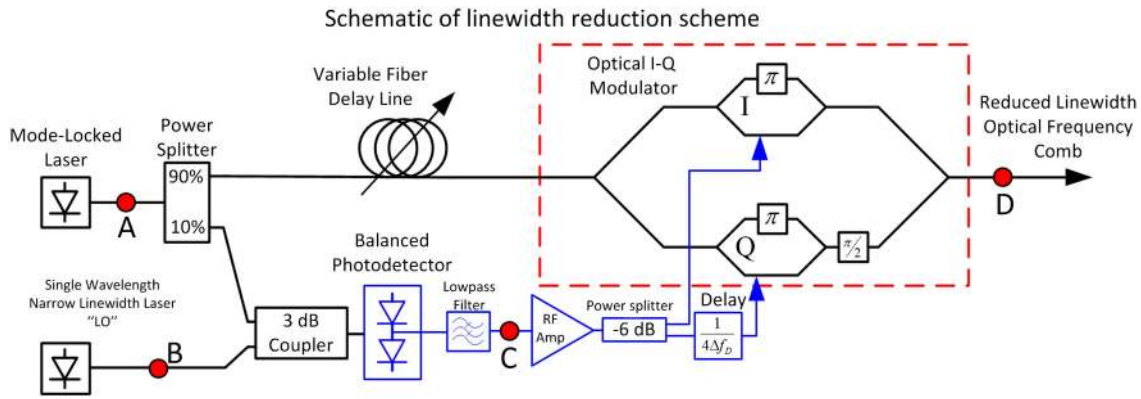 Schematic of linewidth reduction scheme
Variable Fiber
Delay Line
Optical I-Q
Modulator
π
I
Reduced Linewidth
Optical Frequency
Comb
Mode-Locked
Laser
Power
Splitter
90%
10%
A
D
π
Q
π/2
Single Wavelength
Narrow Linewidth Laser
"LO"
B
3 dB
Coupler
Balanced
Photodetector
Lowpass
Filter
C
RF
Amp
Power splitter
-6 dB
Delay
1
4Δf_D